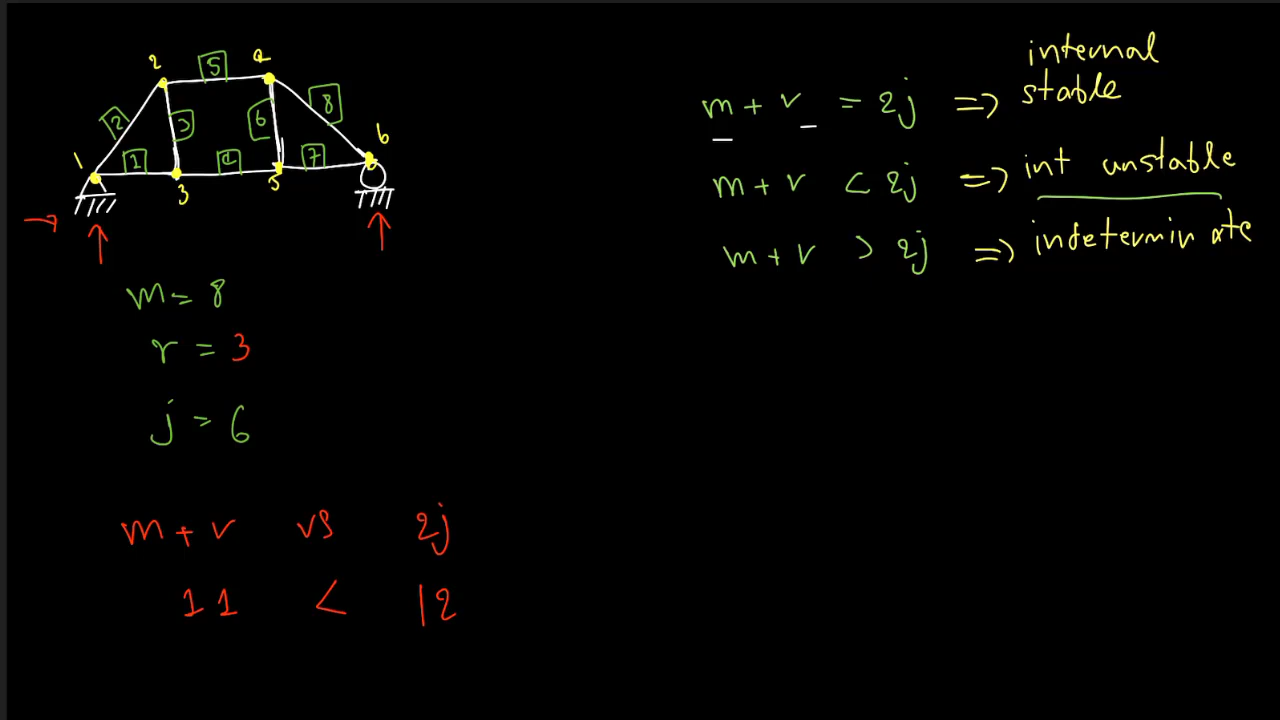 2 5 4
2 3 6 8 6
1 1 4 7
3 5
m = 8
r = 3
j = 6
m + r vs 2j
11 < 12
m + r = 2j => internal stable
m + r < 2j => int unstable
m + r > 2j => indeterminate